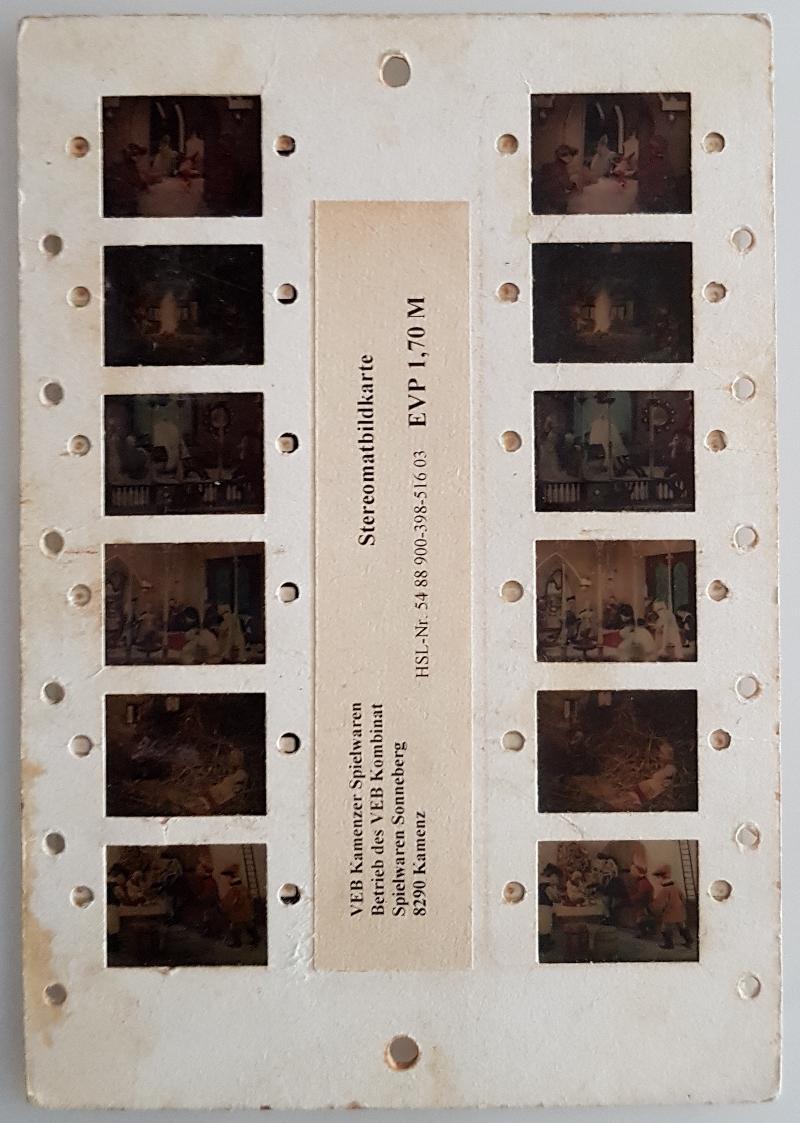 Stereomatbildkarte
HSL-Nr. 54 88 900-398-516 03 EVP 1,70 M
VEB Kamenzer Spielwaren
Betrieb des VEB Kombinat
Spielwaren Sonneberg
8290 Kamenz